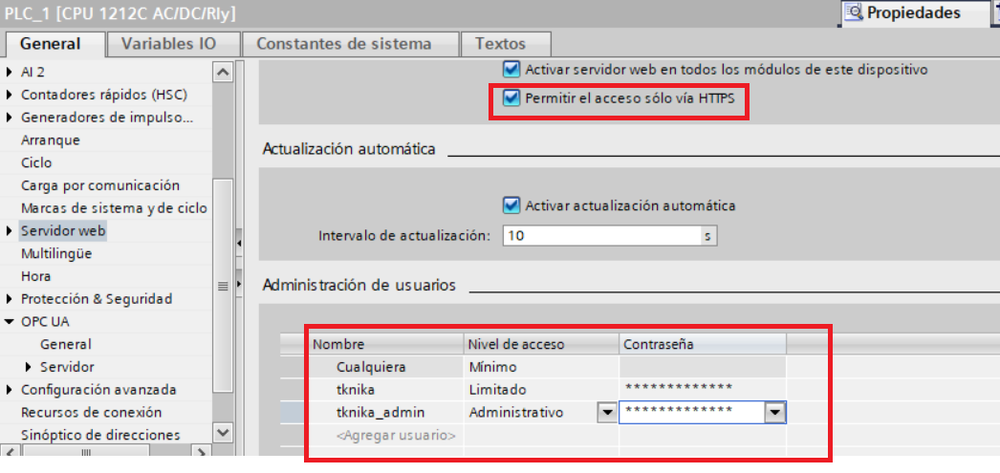 PLC_1 [CPU 1212C AC/DC/Rly]
Propiedades
General Variables IO Constantes de sistema Textos
AI 2
Contadores rápidos (HSC)
Generadores de impulso...
Arranque
Ciclo
Carga por comunicación
Marcas de sistema y de ciclo
Servidor web
Multilingüe
Hora
Protección & Seguridad
OPC UA
General
Servidor
Configuración avanzada
Recursos de conexión
Sinóptico de direcciones
Activar servidor web en todos los módulos de este dispositivo
Permitir el acceso sólo vía HTTPS
Actualización automática
Activar actualización automática
Intervalo de actualización: 10 s
Administración de usuarios
Nombre Nivel de acceso Contraseña
Cualquiera Mínimo
tknika Limitado *************
tknika_admin Administrativo *************
<Agregar usuario>